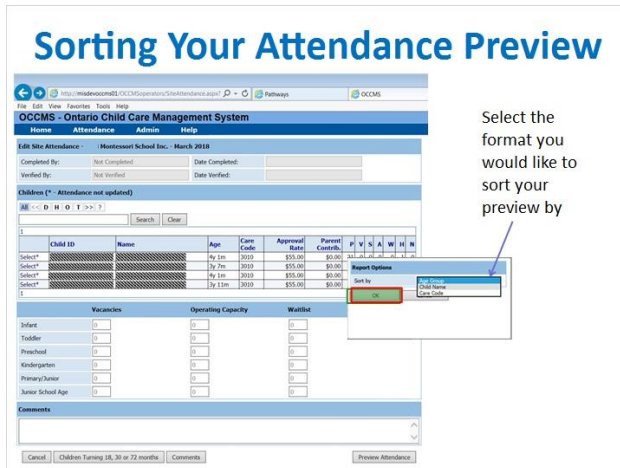 Sorting Your Attendance Preview
http://misdevoccms01/OCCMSoperators/SiteAttendance.aspx?
Pathways
OCCMS
File Edit View Favorites Tools Help
OCCMS - Ontario Child Care Management System
Home Attendance Admin Help
Edit Site Attendance - Montessori School Inc. - March 2018
Completed By: Not Completed Date Completed:
Verified By: Not Verified Date Verified:
Children (* - Attendance not updated)
All << D H O T >> ?
Search Clear
1
Child ID Name Age Care Code Approval Rate Parent Contrib. P V S A W H N
Select* 4y 1m 3010 $55.00 $0.00
Select* 3y 7m 3010 $55.00 $0.00
Select* 4y 1m 3010 $55.00 $0.00
Select* 3y 11m 3010 $55.00 $0.00
1
Vacancies Operating Capacity Waitlist
Infant 0 0 0
Toddler 0 0 0
Preschool 0 0 0
Kindergarten 0 0 0
Primary/Junior 0 0 0
Junior School Age 0 0 0
Comments
Cancel Children Turning 18, 30 or 72 months Comments Preview Attendance
Select the
format you
would like to
sort your
preview by
Report Options
Sort by Age Group
Child Name
Care Code
OK